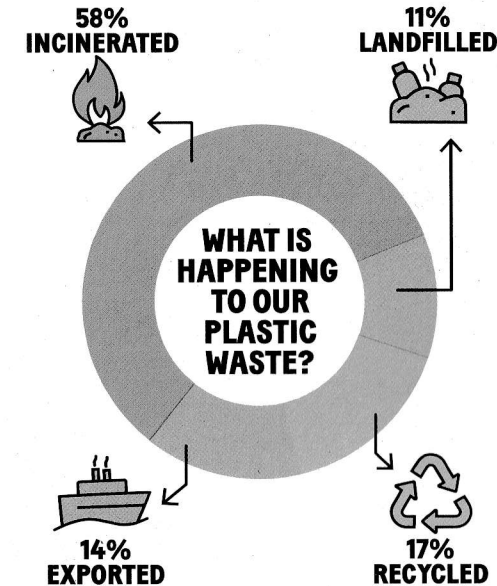 58%
INCINERATED
11%
LANDFILLED
WHAT IS
HAPPENING
TO OUR
PLASTIC
WASTE?
14%
EXPORTED
17%
RECYCLED